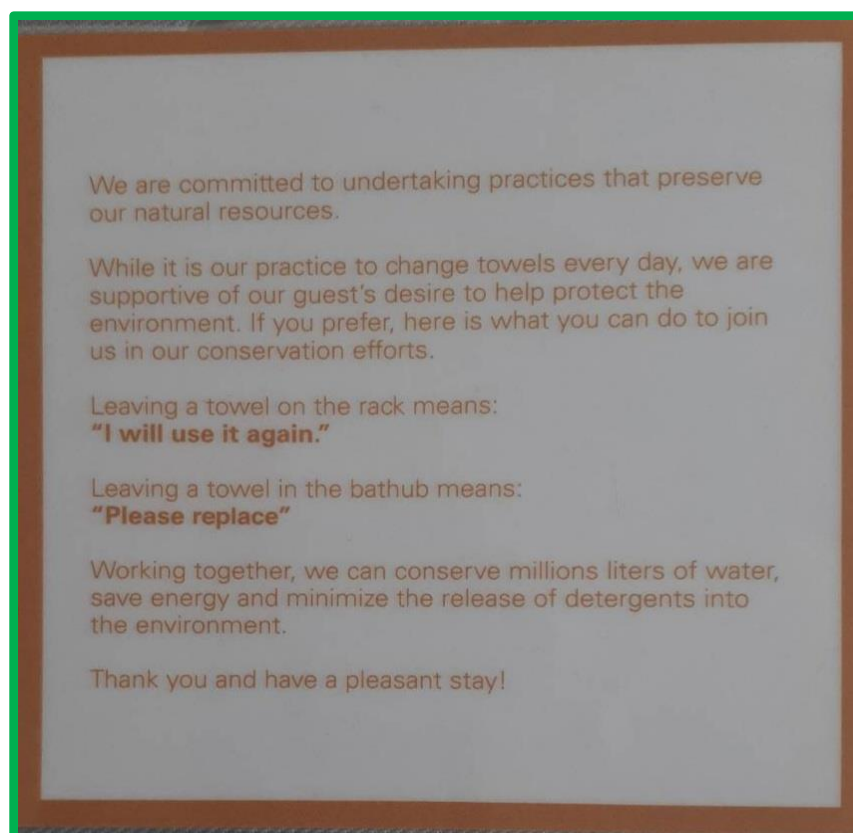 We are committed to undertaking practices that preserve
our natural resources.
While it is our practice to change towels every day, we are
supportive of our guest's desire to help protect the
environment. If you prefer, here is what you can do to join
us in our conservation efforts.
Leaving a towel on the rack means:
"I will use it again."
Leaving a towel in the bathub means:
"Please replace"
Working together, we can conserve millions liters of water,
save energy and minimize the release of detergents into
the environment.
Thank you and have a pleasant stay!